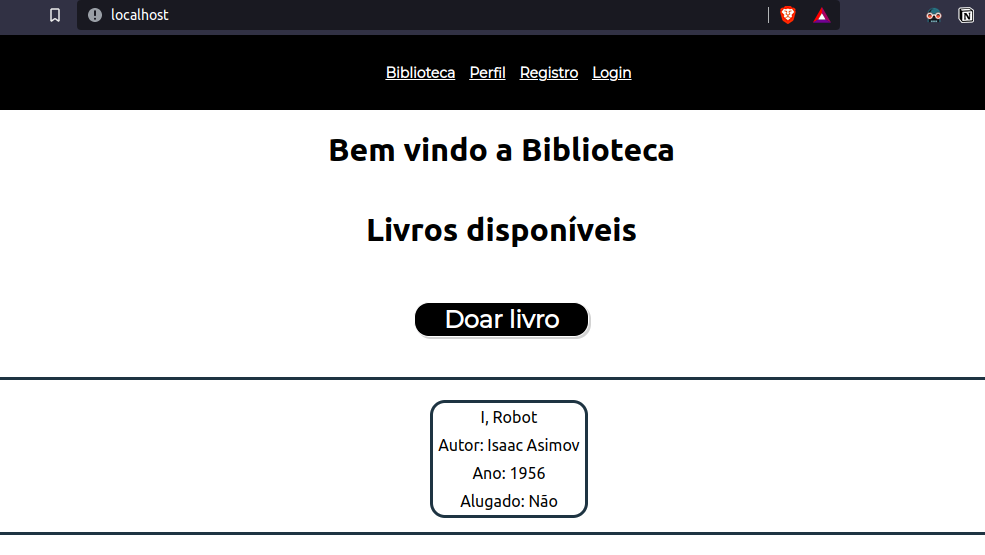 localhost
Biblioteca Perfil Registro Login
Bem vindo a Biblioteca
Livros disponíveis
Doar livro
I, Robot
Autor: Isaac Asimov
Ano: 1956
Alugado: Não